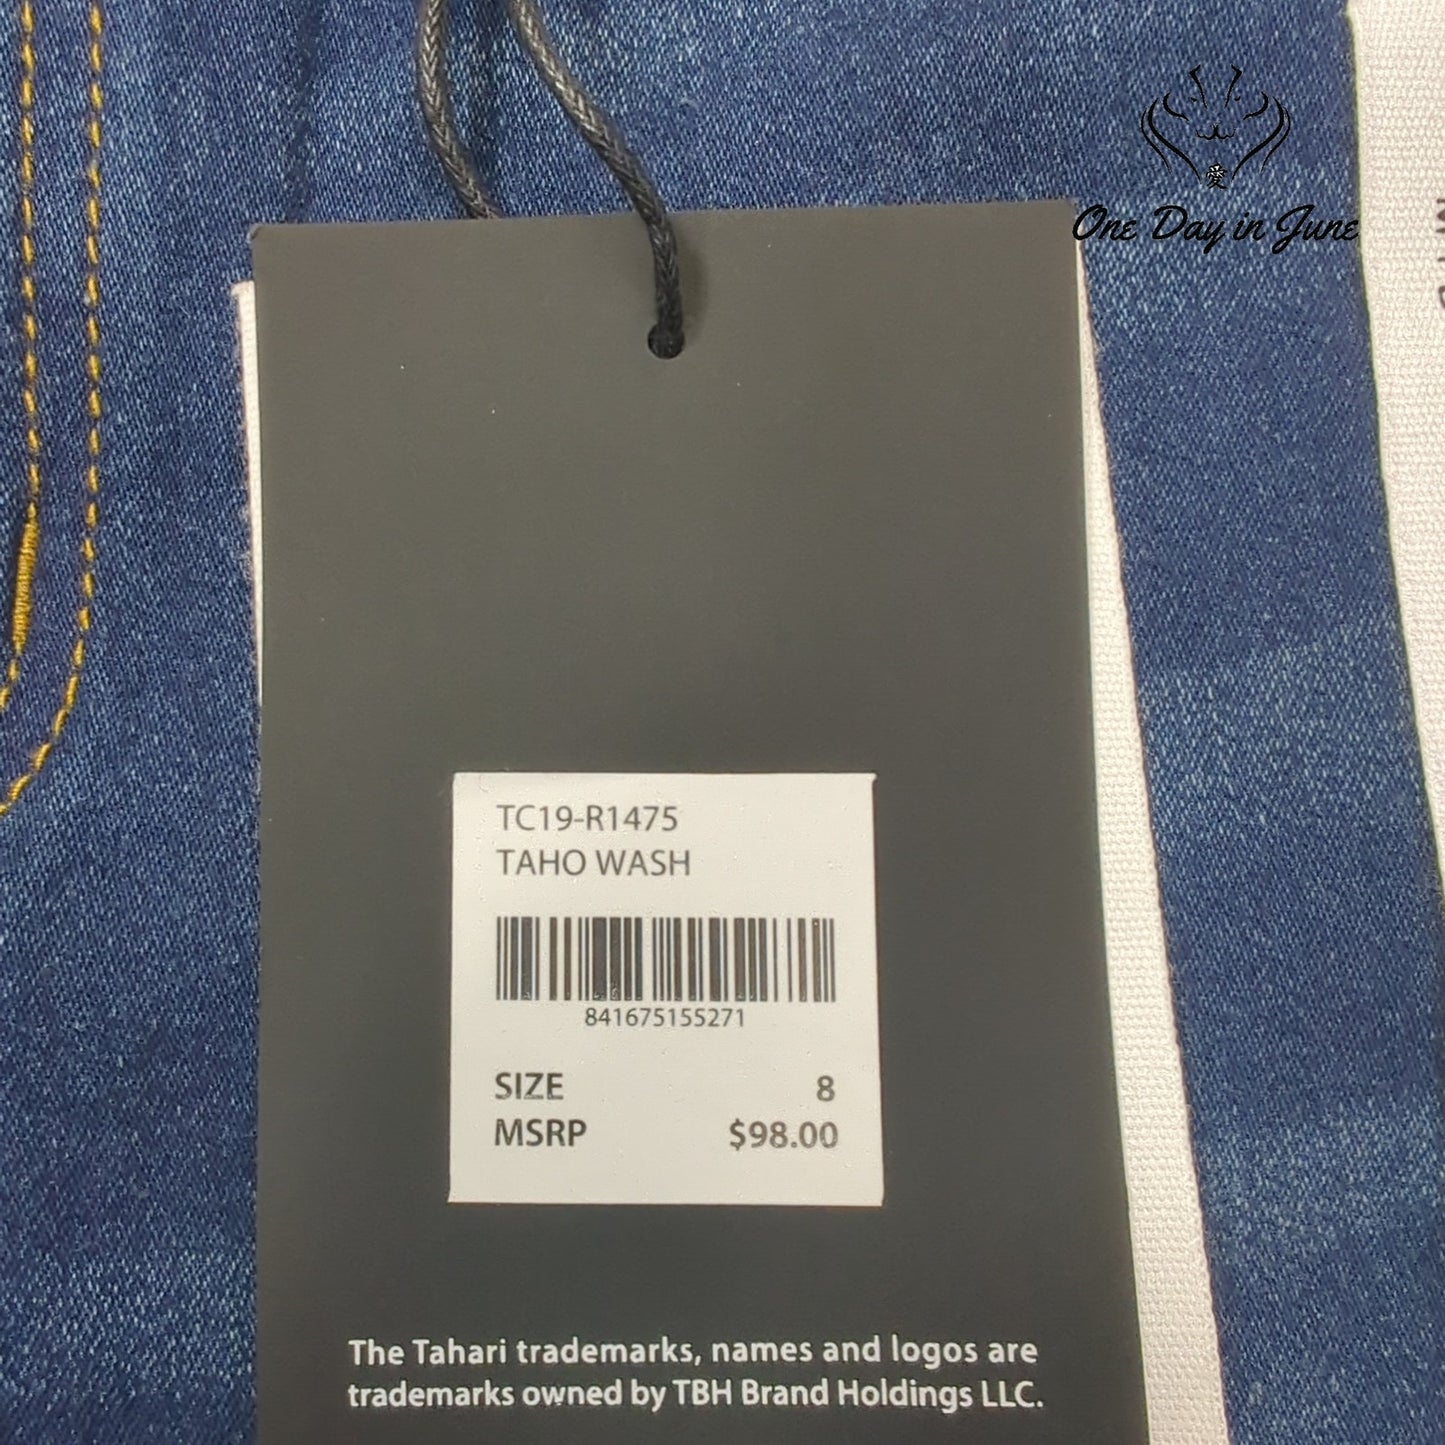 愛
One Day in June
TC19-R1475
TAHO WASH
841675155271
SIZE 8
MSRP $98.00
The Tahari trademarks, names and logos are
trademarks owned by TBH Brand Holdings LLC.